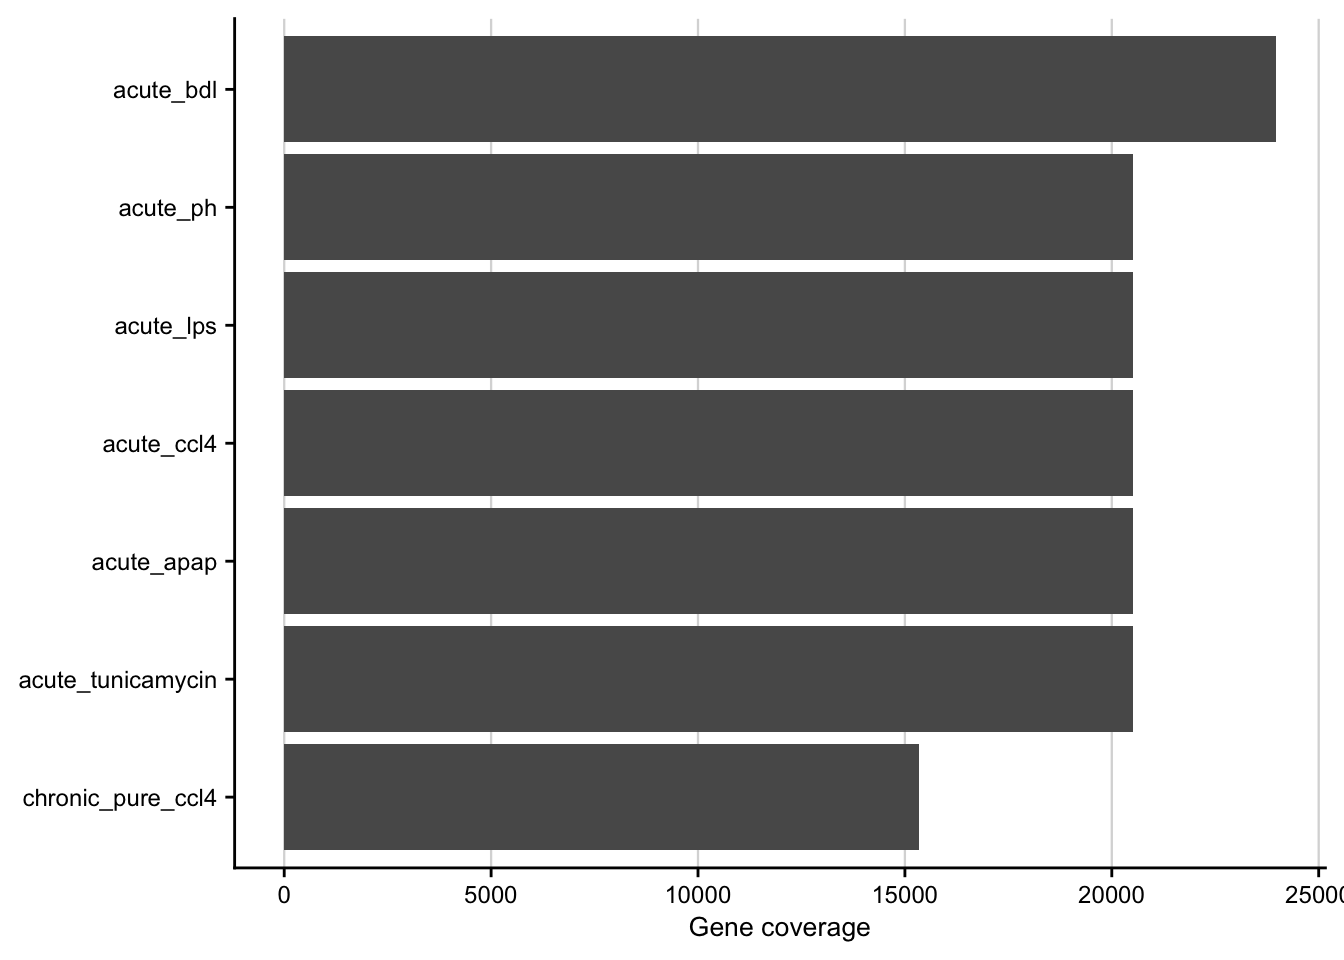 acute_bdl
acute_ph
acute_lps
acute_ccl4
acute_apap
acute_tunicamycin
chronic_pure_ccl4
0 5000 10000 15000 20000 25000
Gene coverage